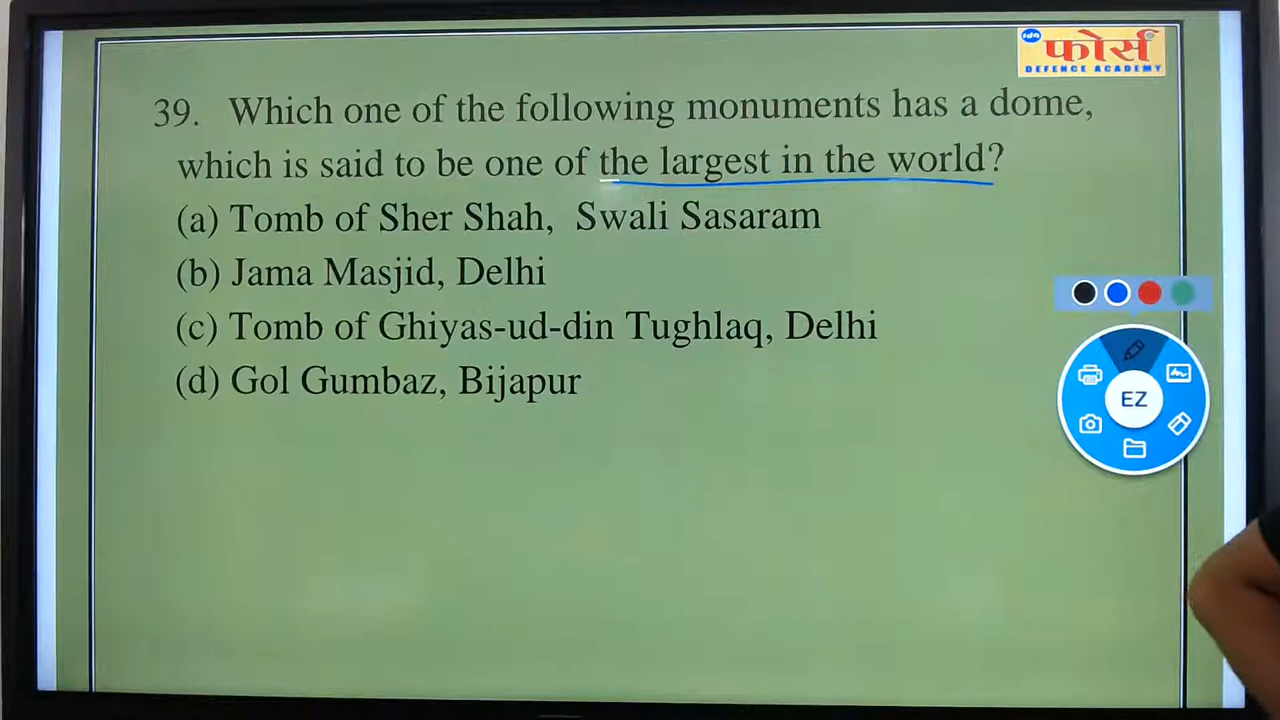 ida फोर्स
DEFENCE ACADEMY
39. Which one of the following monuments has a dome,
which is said to be one of the largest in the world?
(a) Tomb of Sher Shah, Swali Sasaram
(b) Jama Masjid, Delhi
(c) Tomb of Ghiyas-ud-din Tughlaq, Delhi
(d) Gol Gumbaz, Bijapur
EZ